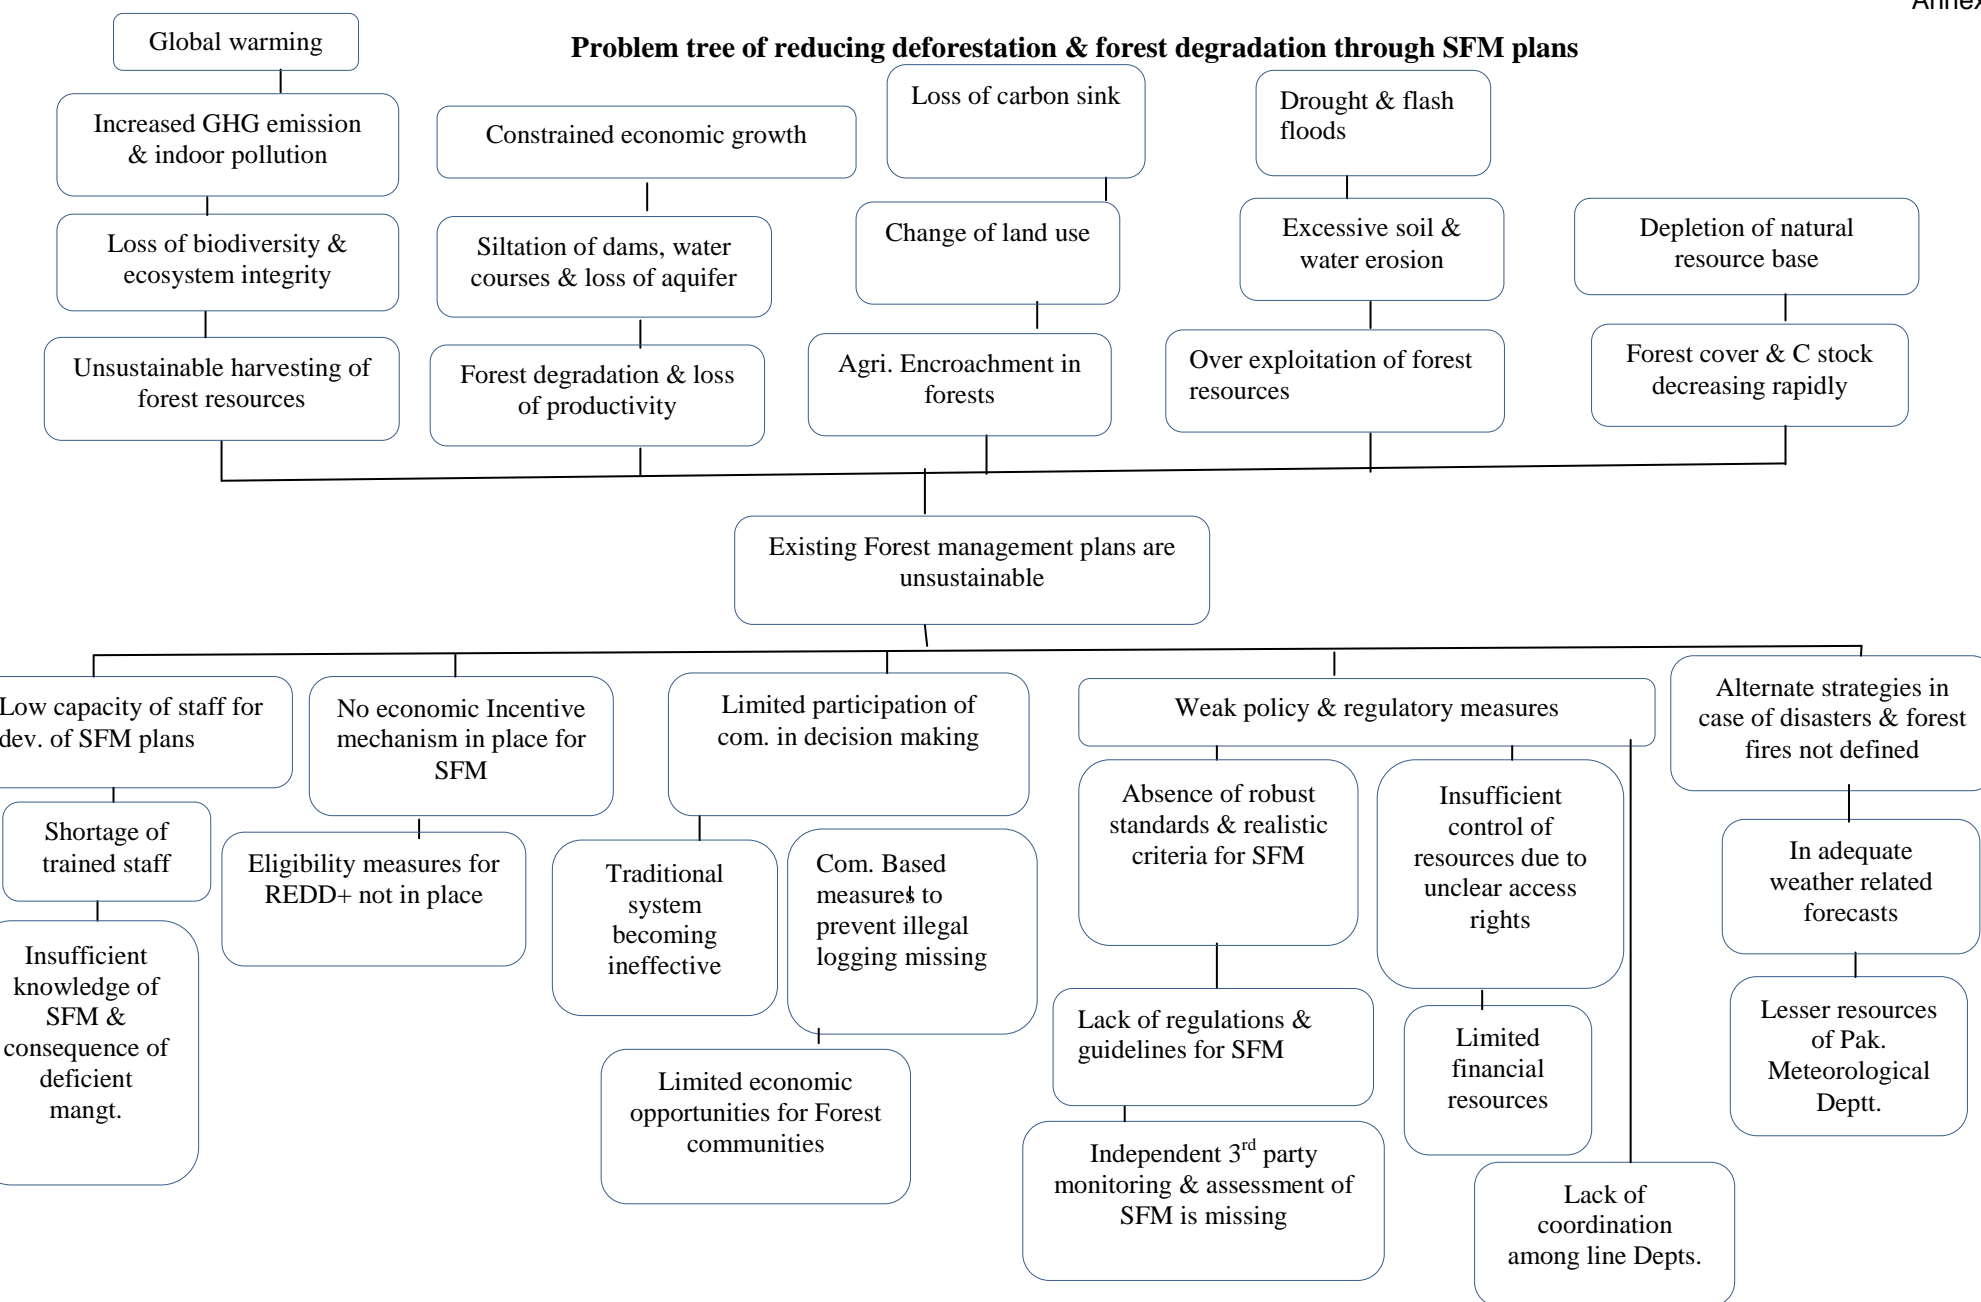 Annex
Problem tree of reducing deforestation & forest degradation through SFM plans
Global warming
Increased GHG emission
& indoor pollution
Loss of biodiversity &
ecosystem integrity
Unsustainable harvesting of
forest resources
Constrained economic growth
Siltation of dams, water
courses & loss of aquifer
Forest degradation & loss
of productivity
Loss of carbon sink
Change of land use
Agri. Encroachment in
forests
Drought & flash
floods
Excessive soil &
water erosion
Over exploitation of forest
resources
Depletion of natural
resource base
Forest cover & C stock
decreasing rapidly
Existing Forest management plans are
unsustainable
Low capacity of staff for
dev. of SFM plans
Shortage of
trained staff
Insufficient
knowledge of
SFM &
consequence of
deficient
mangt.
No economic Incentive
mechanism in place for
SFM
Eligibility measures for
REDD+ not in place
Limited participation of
com. in decision making
Traditional
system
becoming
ineffective
Com. Based
measures to
prevent illegal
logging missing
Limited economic
opportunities for Forest
communities
Weak policy & regulatory measures
Absence of robust
standards & realistic
criteria for SFM
Lack of regulations &
guidelines for SFM
Independent 3rd party
monitoring & assessment of
SFM is missing
Insufficient
control of
resources due to
unclear access
rights
Limited
financial
resources
Lack of
coordination
among line Depts.
Alternate strategies in
case of disasters & forest
fires not defined
In adequate
weather related
forecasts
Lesser resources
of Pak.
Meteorological
Deptt.